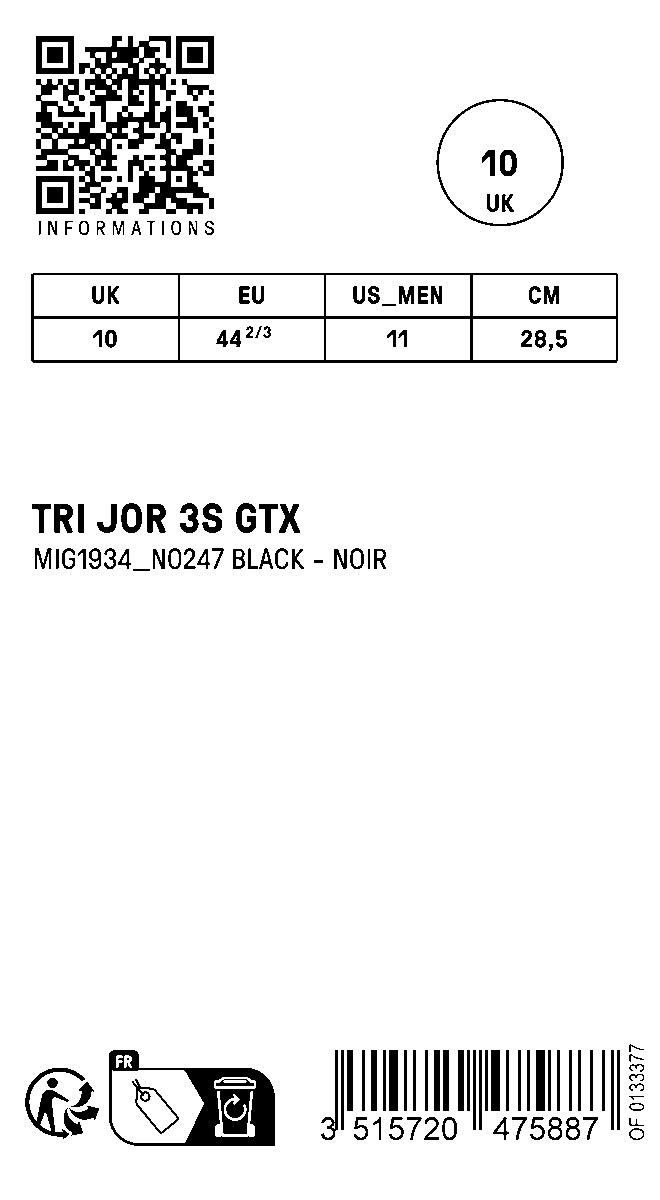 INFORMATIONS
10
UK
UK EU US_MEN CM
10 44 2/3 11 28,5
TRI JOR 3S GTX
MIG1934_N0247 BLACK - NOIR
FR
3 515720 475887
OF 0133377